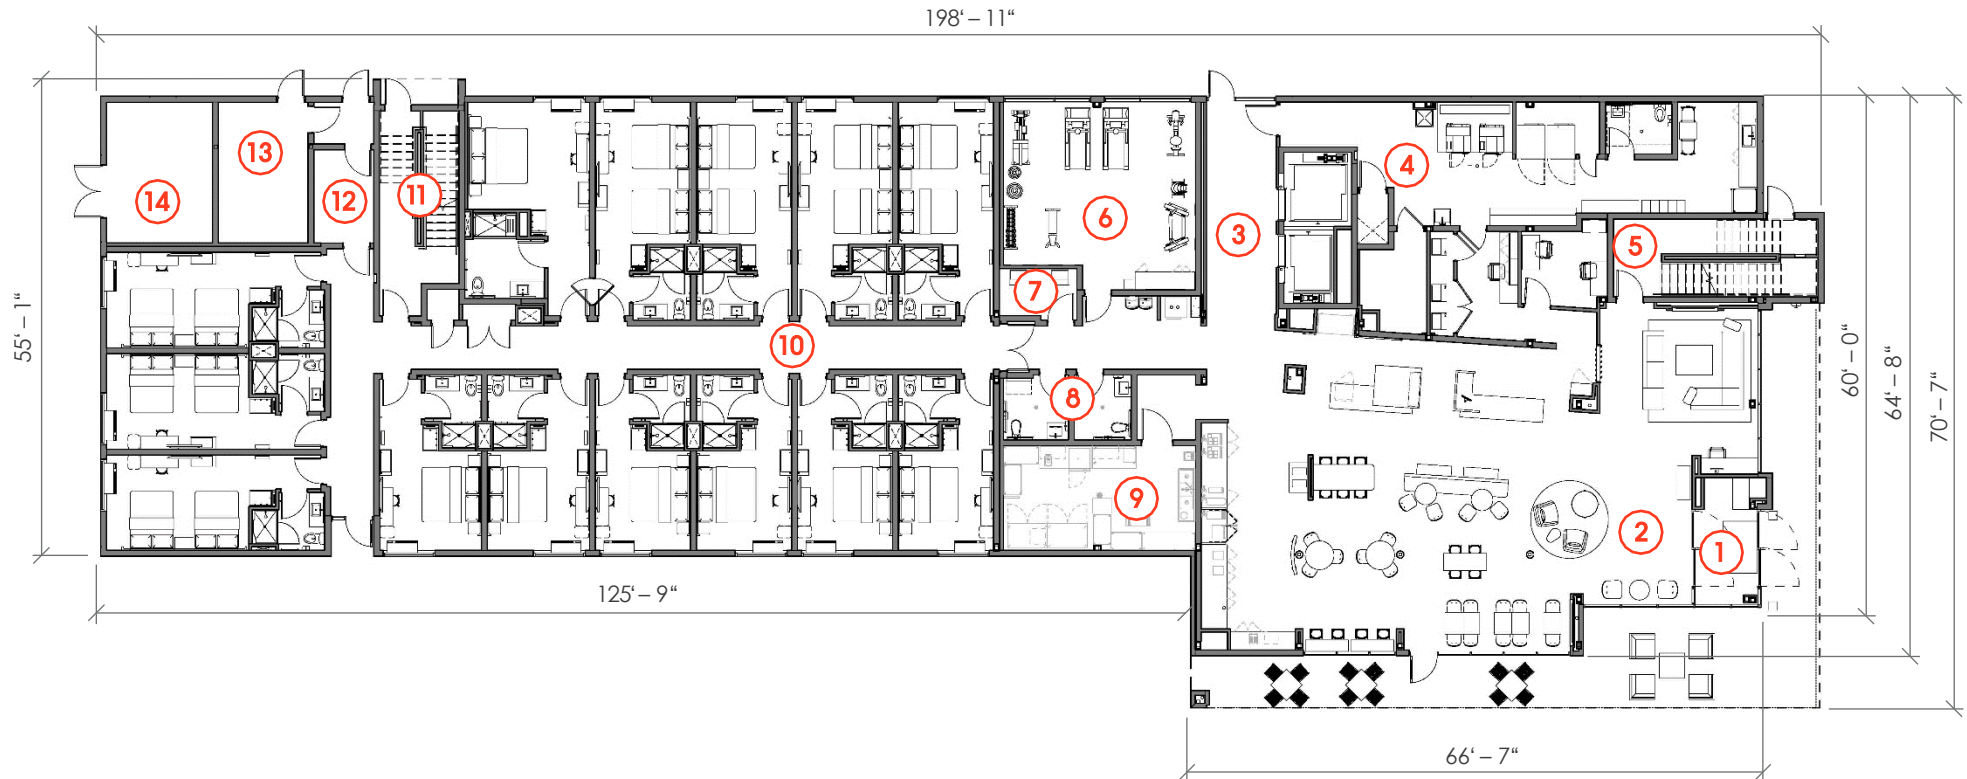 198‘ – 11“
14
13
12
11
10
6
7
8
9
3
4
5
2
1
55‘ – 1“
60‘ – 0“
64‘ – 8“
70‘ – 7“
125‘ – 9“
66‘ – 7“